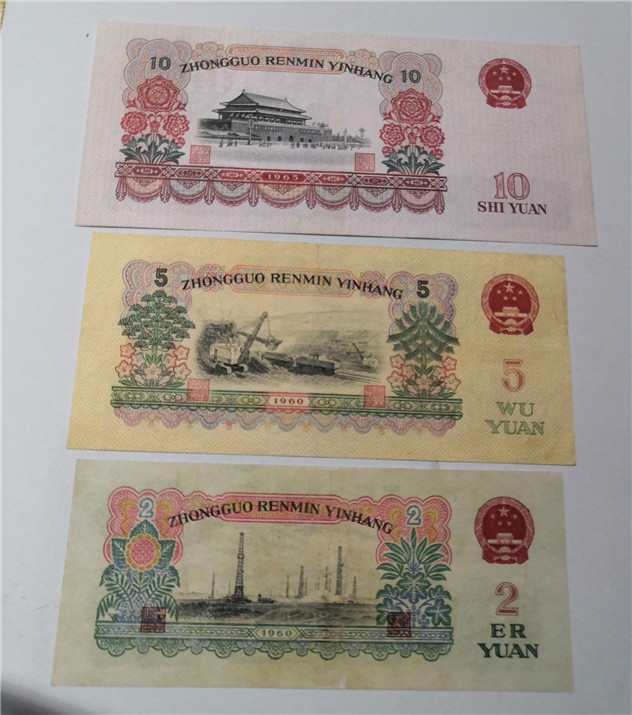 10 ZHONGGUO RENMIN YINHANG 10
1965
10
SHI YUAN
5 ZHONGGUO RENMIN YINHANG 5
1960
5
WU
YUAN
2 ZHONGGUO RENMIN YINHANG 2
1960
2
ER
YUAN